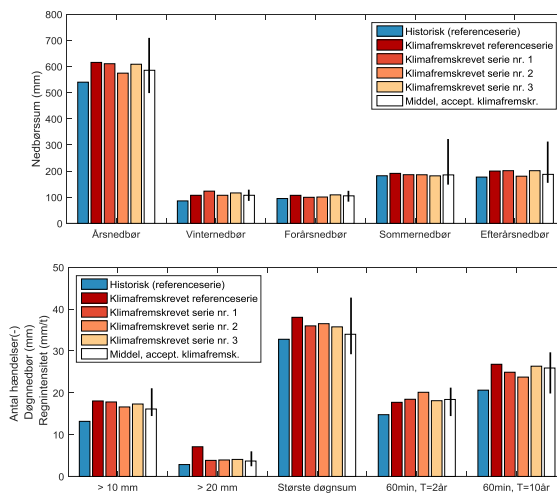 800
700
600
500
400
300
200
100
0
Nedbørssum (mm)
Historisk (referenceserie)
Klimafremskrevet referenceserie
Klimafremskrevet serie nr. 1
Klimafremskrevet serie nr. 2
Klimafremskrevet serie nr. 3
Middel, accept. klimafremskr.
Årsnedbør Vinternedbør Forårsnedbør Sommernedbør Efterårsnedbør
50
40
30
20
10
0
Antal hændelser(-)
Døgnnedbør (mm)
Regnintensitet (mm/t)
Historisk (referenceserie)
Klimafremskrevet referenceserie
Klimafremskrevet serie nr. 1
Klimafremskrevet serie nr. 2
Klimafremskrevet serie nr. 3
Middel, accept. klimafremsk.
> 10 mm > 20 mm Største døgnsum 60min, T=2år 60min, T=10år